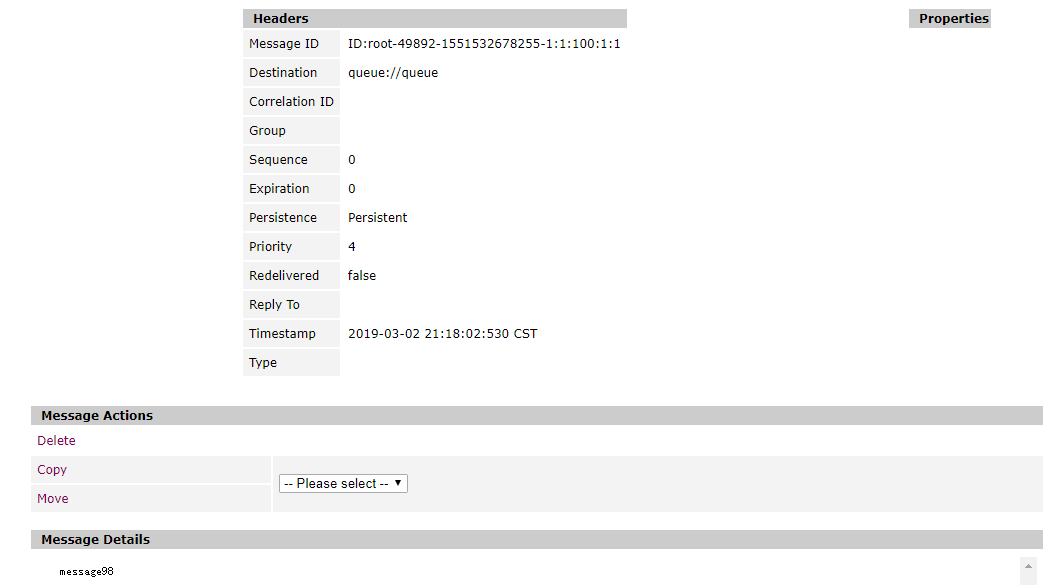 Headers Properties
Message ID ID:root-49892-1551532678255-1:1:100:1:1
Destination queue://queue
Correlation ID
Group
Sequence 0
Expiration 0
Persistence Persistent
Priority 4
Redelivered false
Reply To
Timestamp 2019-03-02 21:18:02:530 CST
Type
Message Actions
Delete
Copy
-- Please select --
Move
Message Details
message98